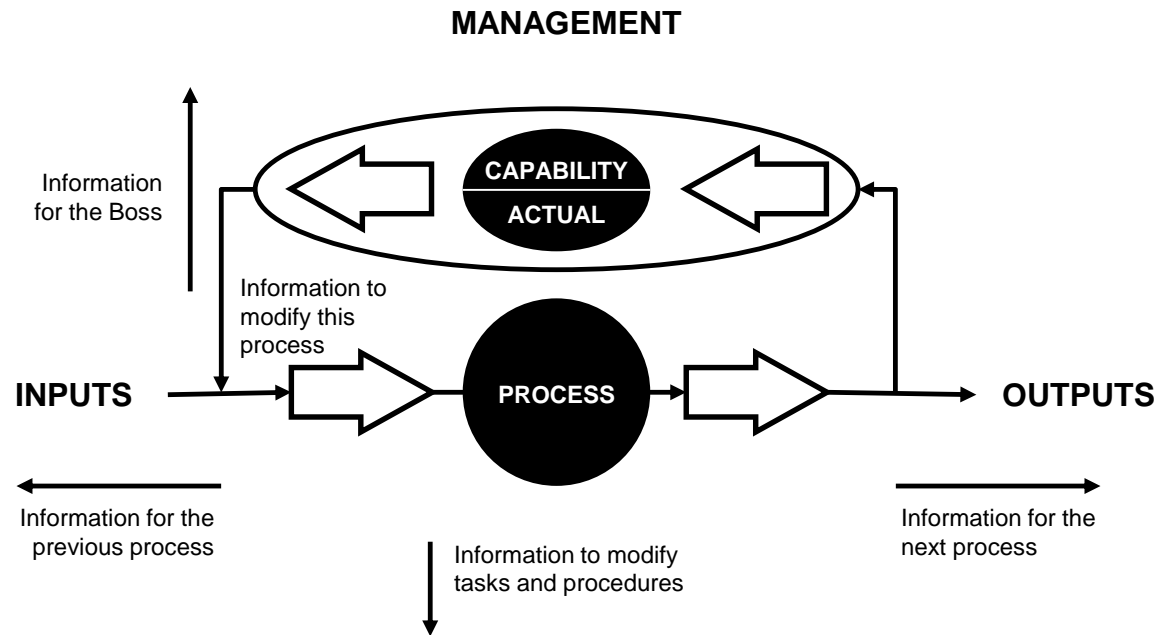 MANAGEMENT
CAPABILITY
ACTUAL
Information
for the Boss
Information to
modify this
process
INPUTS
PROCESS
OUTPUTS
Information for the
previous process
Information for the
next process
Information to modify
tasks and procedures